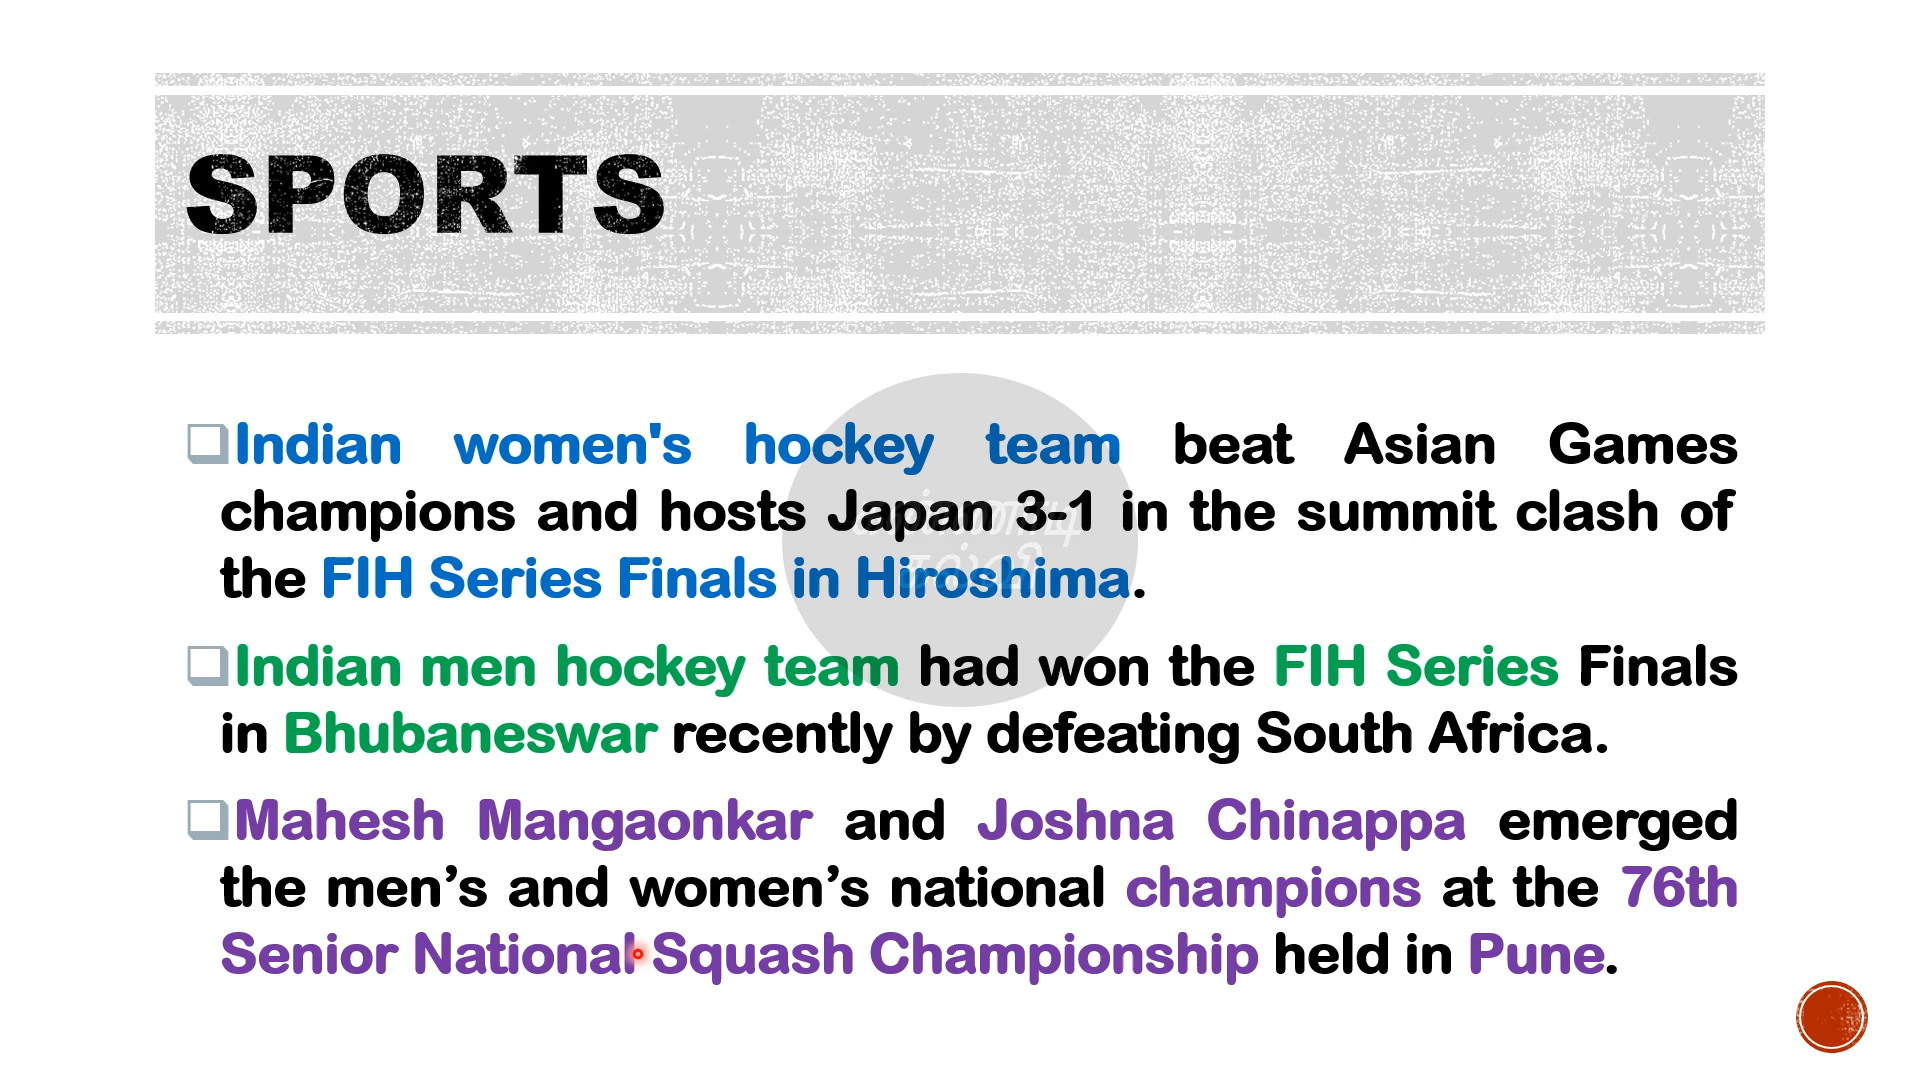 SPORTS
Indian women's hockey team beat Asian Games
champions and hosts Japan 3-1 in the summit clash of
the FIH Series Finals in Hiroshima.
Indian men hockey team had won the FIH Series Finals
in Bhubaneswar recently by defeating South Africa.
Mahesh Mangaonkar and Joshna Chinappa emerged
the men’s and women’s national champions at the 76th
Senior National Squash Championship held in Pune.